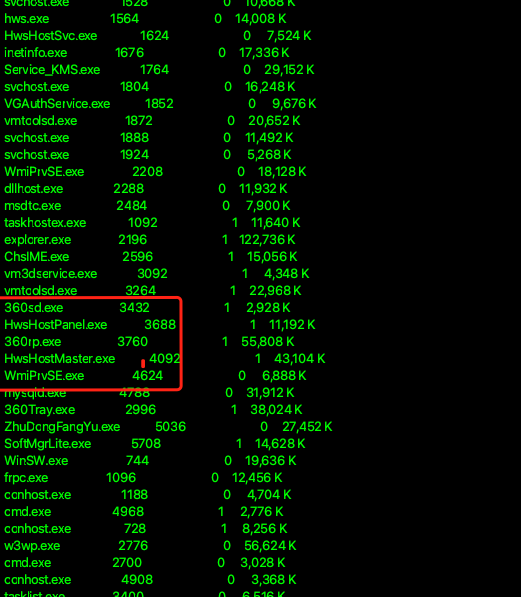 svchost.exe 1528 0 10,668 K
hws.exe 1564 0 14,008 K
HwsHostSvc.exe 1624 0 7,524 K
inetinfo.exe 1676 0 17,336 K
Service_KMS.exe 1764 0 29,152 K
svchost.exe 1804 0 16,248 K
VGAuthService.exe 1852 0 9,676 K
vmtoolsd.exe 1872 0 20,652 K
svchost.exe 1888 0 11,492 K
svchost.exe 1924 0 5,268 K
WmiPrvSE.exe 2208 0 18,128 K
dllhost.exe 2288 0 11,932 K
msdtc.exe 2484 0 7,900 K
taskhostex.exe 1092 1 11,640 K
explorer.exe 2196 1 122,736 K
ChsIME.exe 2596 1 15,056 K
vm3dservice.exe 3092 1 4,348 K
vmtoolsd.exe 3264 1 22,968 K
360sd.exe 3432 1 2,928 K
HwsHostPanel.exe 3688 1 11,192 K
360rp.exe 3760 1 55,808 K
HwsHostMaster.exe 4092 1 43,104 K
WmiPrvSE.exe 4624 0 6,888 K
mysqld.exe 4788 0 31,912 K
360Tray.exe 2996 1 38,024 K
ZhuDongFangYu.exe 5036 0 27,452 K
SoftMgrLite.exe 5708 1 14,628 K
WinSW.exe 744 0 19,636 K
frpc.exe 1096 0 12,456 K
conhost.exe 1188 0 4,704 K
cmd.exe 4968 1 2,776 K
conhost.exe 728 1 8,256 K
w3wp.exe 2776 0 56,624 K
cmd.exe 2700 0 3,028 K
conhost.exe 4908 0 3,368 K
tasklist.exe 3400 0 6,516 K